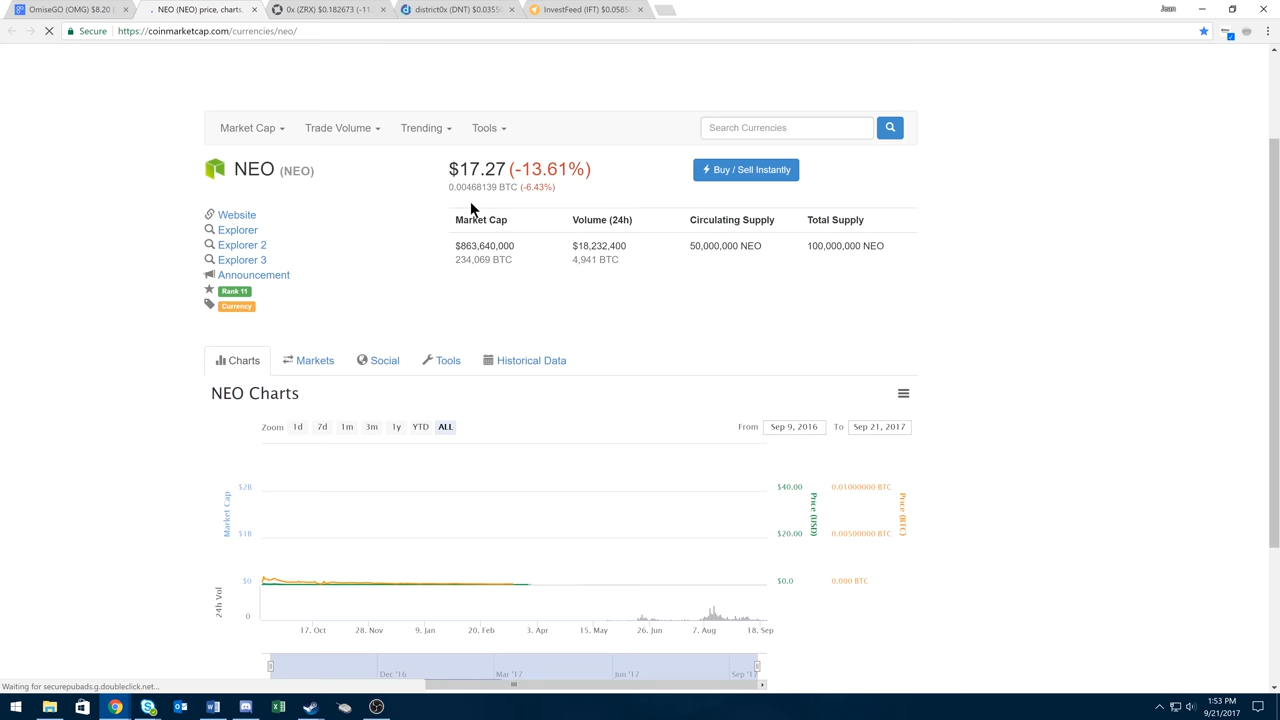 OmiseGO (OMG) $8.20
NEO (NEO) price, charts,
0x (ZRX) $0.182673 (-11.
district0x (DNT) $0.0355
InvestFeed (IFT) $0.0585
Jean
Secure https://coinmarketcap.com/currencies/neo/
Market Cap Trade Volume Trending Tools Search Currencies
NEO (NEO) $17.27 (-13.61%) Buy / Sell Instantly
0.00468139 BTC (-6.43%)
Website
Market Cap Volume (24h) Circulating Supply Total Supply
Explorer
Explorer 2 $863,640,000 $18,232,400 50,000,000 NEO 100,000,000 NEO
Explorer 3 234,069 BTC 4,941 BTC
Announcement
Rank 11
Currency
Charts Markets Social Tools Historical Data
NEO Charts
Zoom 1d 7d 1m 3m 1y YTD ALL From Sep 9, 2016 To Sep 21, 2017
$2B $40.00 0.01000000 BTC
Market Cap Price (USD) Price (BTC)
$1B $20.00 0.00500000 BTC
$0 $0.0 0.000 BTC
24h Vol
0
17. Oct 28. Nov 9. Jan 20. Feb 3. Apr 15. May 26. Jun 7. Aug 18. Sep
Dec '16 Mar '17 Jun '17 Sep '17
Waiting for securepubads.g.doubleclick.net...
1:53 PM
9/21/2017